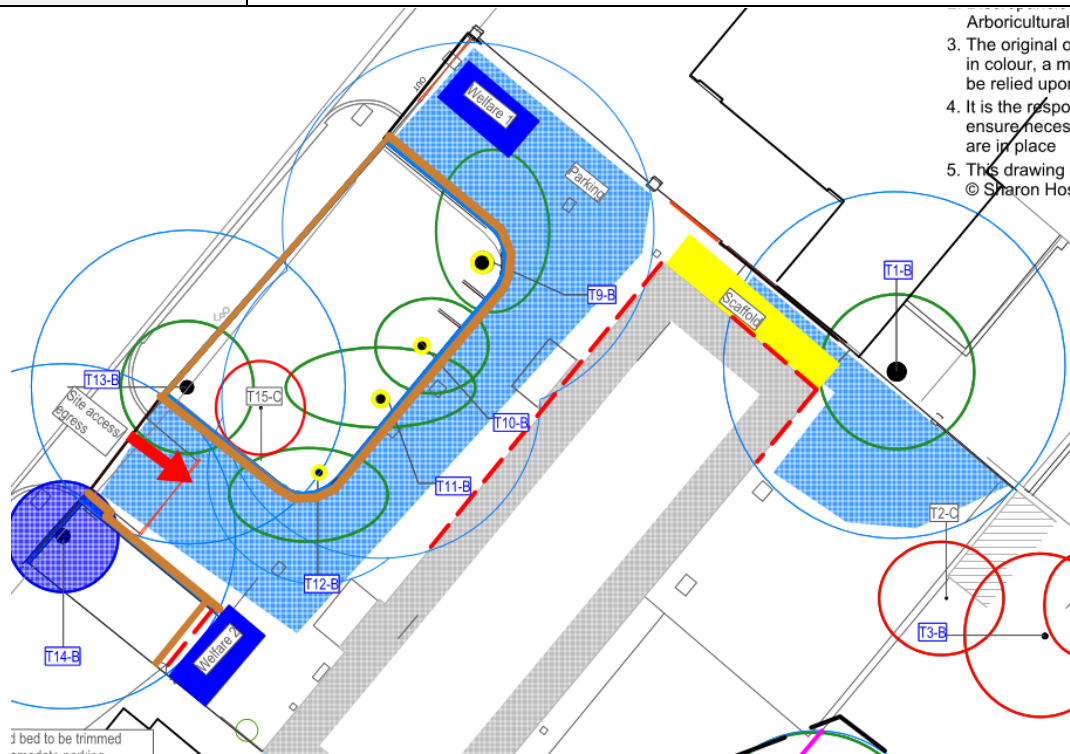 Arboricultural
3. The original o
in colour, a m
be relied upon
4. It is the respo
ensure neces
are in place
5. This drawing
© Sharon Hos
Welfare 1
Parking
T9-B
Scaffold
T1-B
T13-B
T15-C
Site access/
egress
T10-B
T11-B
T2-C
T12-B
T3-B
Welfare 2
T14-B
d bed to be trimmed